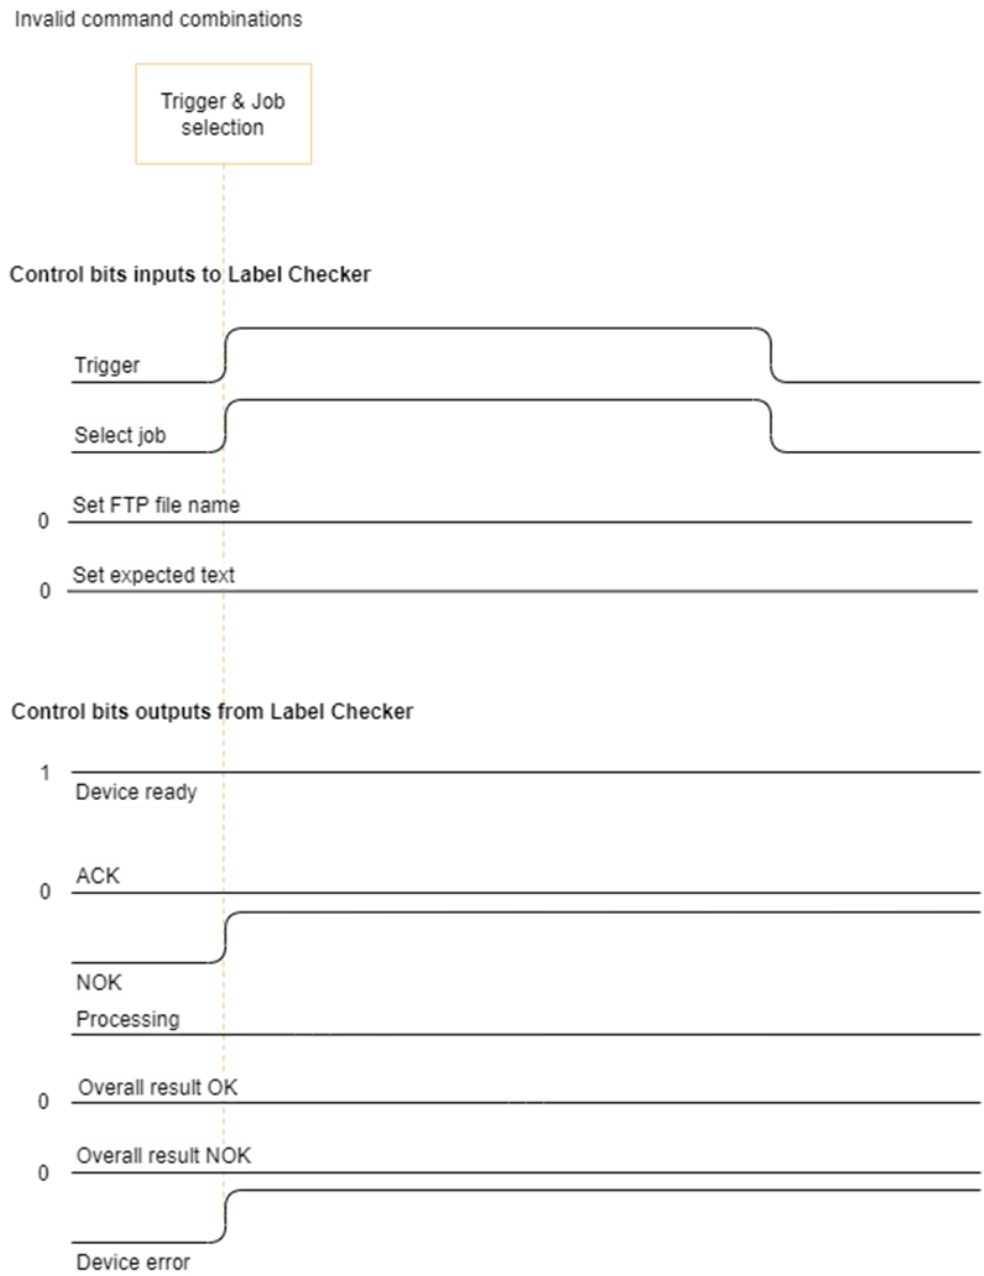 Invalid command combinations
Trigger & Job
selection
Control bits inputs to Label Checker
Trigger
Select job
Set FTP file name
0
Set expected text
0
Control bits outputs from Label Checker
1
Device ready
ACK
0
NOK
Processing
Overall result OK
0
Overall result NOK
0
Device error